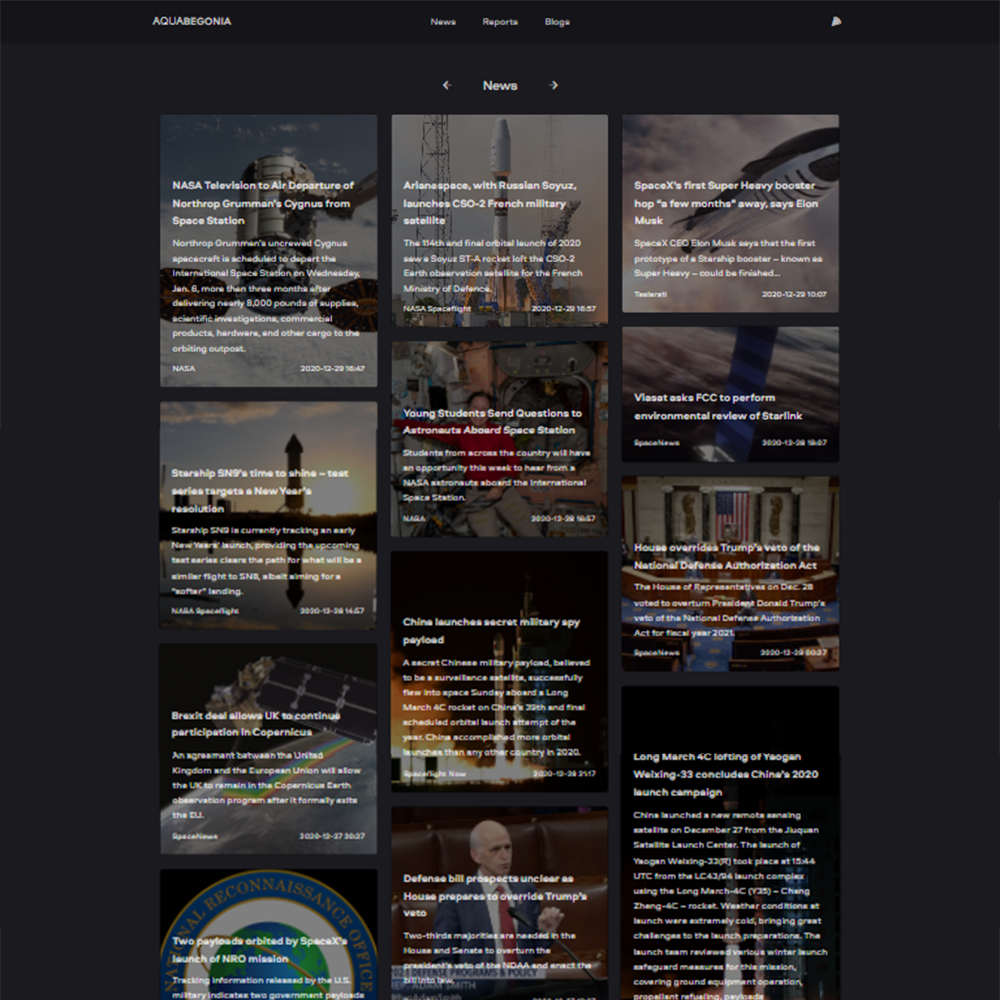 AQUABEGONIA
News
Reports
Blogs
News
NASA Television to Air Departure of
Northrop Grumman's Cygnus from
Space Station
Northrop Grumman's uncrewed Cygnus
spacecraft is scheduled to depart the
International Space Station on Wednesday,
Jan. 6, more than three months after
delivering nearly 8,000 pounds of supplies,
scientific investigations, commercial
products, hardware, and other cargo to the
orbiting outpost.
NASA 2020-12-29 16:47
Starship SN9's time to shine – test
series targets a New Year's
resolution
Starship SN9 is currently tracking an early
New Years' launch, providing the upcoming
test series clears the path for what will be a
similar flight to SN8, albeit aiming for a
"softer" landing.
NASA Spaceflight 2020-12-28 14:57
Brexit deal allows UK to continue
participation in Copernicus
An agreement between the United
Kingdom and the European Union will allow
the UK to remain in the Copernicus Earth
observation program after it formally exits
the EU.
SpaceNews 2020-12-27 20:27
NATIONAL RECONNAISSANCE OFFICE
Two payloads orbited by SpaceX's
launch of NRO mission
Tracking information released by the U.S.
military indicates two government payloads
Arianespace, with Russian Soyuz,
launches CSO-2 French military
satellite
The 114th and final orbital launch of 2020
saw a Soyuz ST-A rocket loft the CSO-2
Earth observation satellite for the French
Ministry of Defence.
NASA Spaceflight 2020-12-29 16:57
Young Students Send Questions to
Astronauts Aboard Space Station
Students from across the country will have
an opportunity this week to hear from a
NASA astronauts aboard the International
Space Station.
NASA 2020-12-28 16:57
China launches secret military spy
payload
A secret Chinese military payload, believed
to be a surveillance satellite, successfully
flew into space Sunday aboard a Long
March 4C rocket on China's 39th and final
scheduled orbital launch attempt of the
year. China accomplished more orbital
launches than any other country in 2020.
Spaceflight Now 2020-12-28 21:17
Defense bill prospects unclear as
House prepares to override Trump's
veto
Two-thirds majorities are needed in the
House and Senate to overturn the
president's veto of the NDAA and enact the
bill into law.
DEFENSE PROGRAMS & POLICY
REP. ADAM SMITH
SpaceX's first Super Heavy booster
hop "a few months" away, says Elon
Musk
SpaceX CEO Elon Musk says that the first
prototype of a Starship booster – known as
Super Heavy – could be finished...
Teslarati 2020-12-29 10:07
Viasat asks FCC to perform
environmental review of Starlink
SpaceNews 2020-12-28 19:07
House overrides Trump's veto of the
National Defense Authorization Act
The House of Representatives on Dec. 28
voted to overturn President Donald Trump's
veto of the National Defense Authorization
Act for fiscal year 2021.
SpaceNews 2020-12-29 00:27
Long March 4C lofting of Yaogan
Weixing-33 concludes China's 2020
launch campaign
China launched a new remote sensing
satellite on December 27 from the Jiuquan
Satellite Launch Center. The launch of
Yaogan Weixing-33(R) took place at 15:44
UTC from the LC43/94 launch complex
using the Long March-4C (Y35) – Chang
Zheng-4C – rocket. Weather conditions at
launch were extremely cold, bringing great
challenges to the launch preparations. The
launch team reviewed various winter launch
safeguard measures for this mission,
covering ground equipment operation,
propellant refueling, payloads